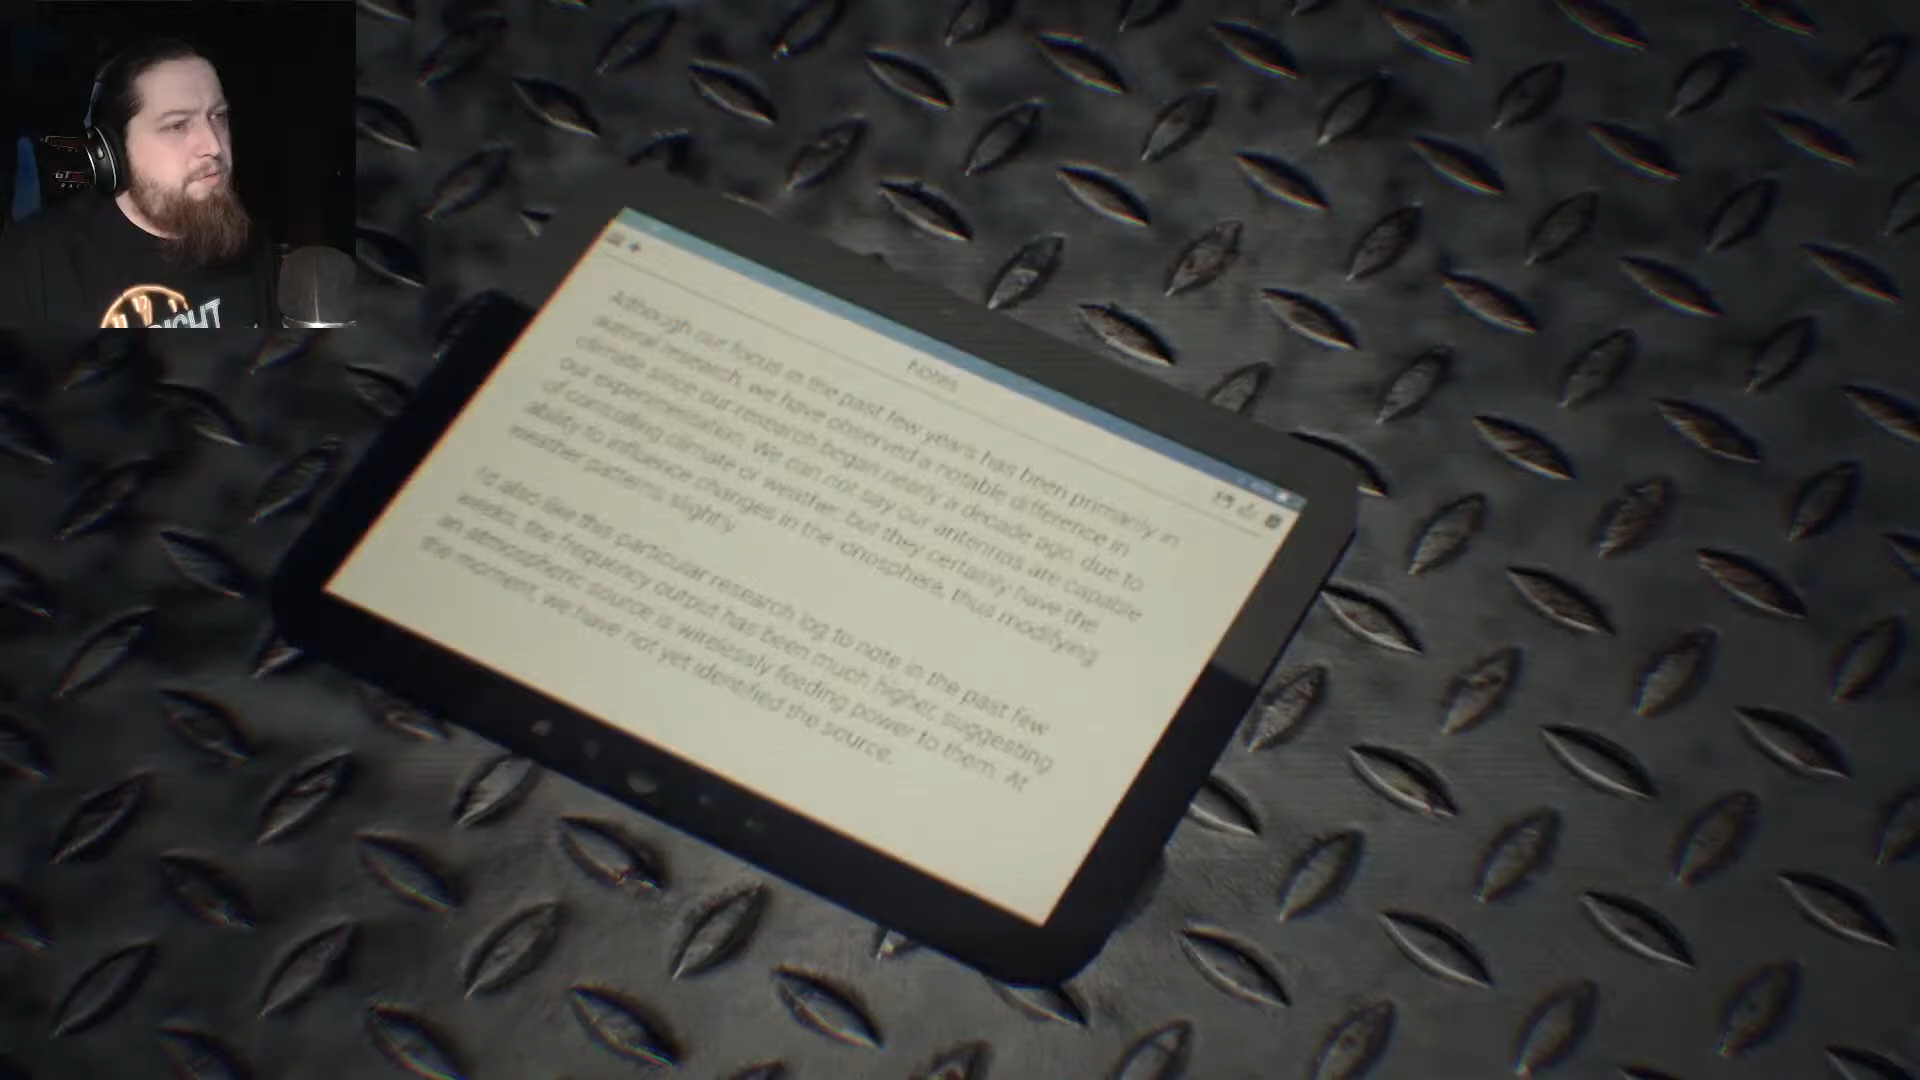 Notes
Although our focus in the past few years has been primarily in
auroral research, we have observed a notable difference in
climate since our research began nearly a decade ago, due to
our experimentation. We can not say our antennas are capable
of controlling climate or weather, but they certainly have the
ability to influence changes in the ionosphere, thus modifying
weather patterns slightly.
I'd also like this particular research log to note in the past few
weeks, the frequency output has been much higher, suggesting
an atmospheric source is wirelessly feeding power to them. At
the moment, we have not yet identified the source.